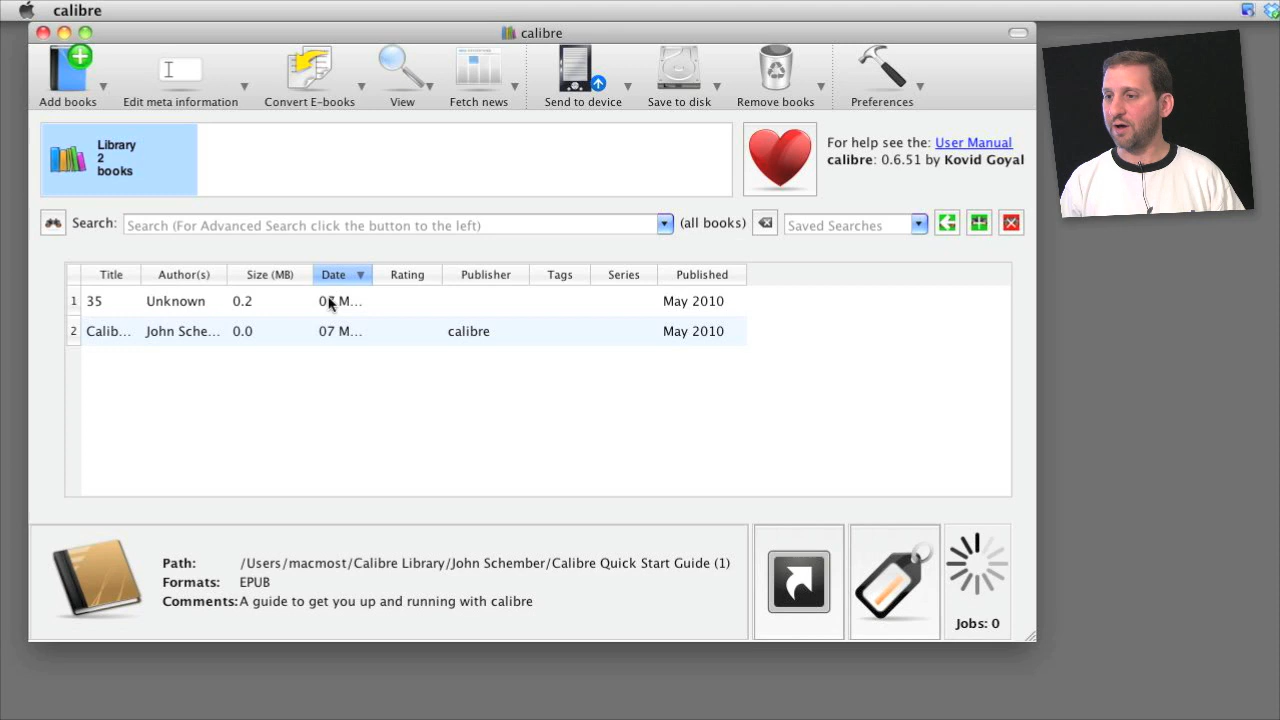 calibre
calibre
Add books
Edit meta information
Convert E-books
View
Fetch news
Send to device
Save to disk
Remove books
Preferences
Library
2
books
For help see the: User Manual
calibre: 0.6.51 by Kovid Goyal
Search: Search (For Advanced Search click the button to the left) (all books) Saved Searches
Title Author(s) Size (MB) Date Rating Publisher Tags Series Published
1 35 Unknown 0.2 M... May 2010
2 Calib... John Sche... 0.0 07 M... calibre May 2010
Path: /Users/macmost/Calibre Library/John Schember/Calibre Quick Start Guide (1)
Formats: EPUB
Comments: A guide to get you up and running with calibre
Jobs: 0